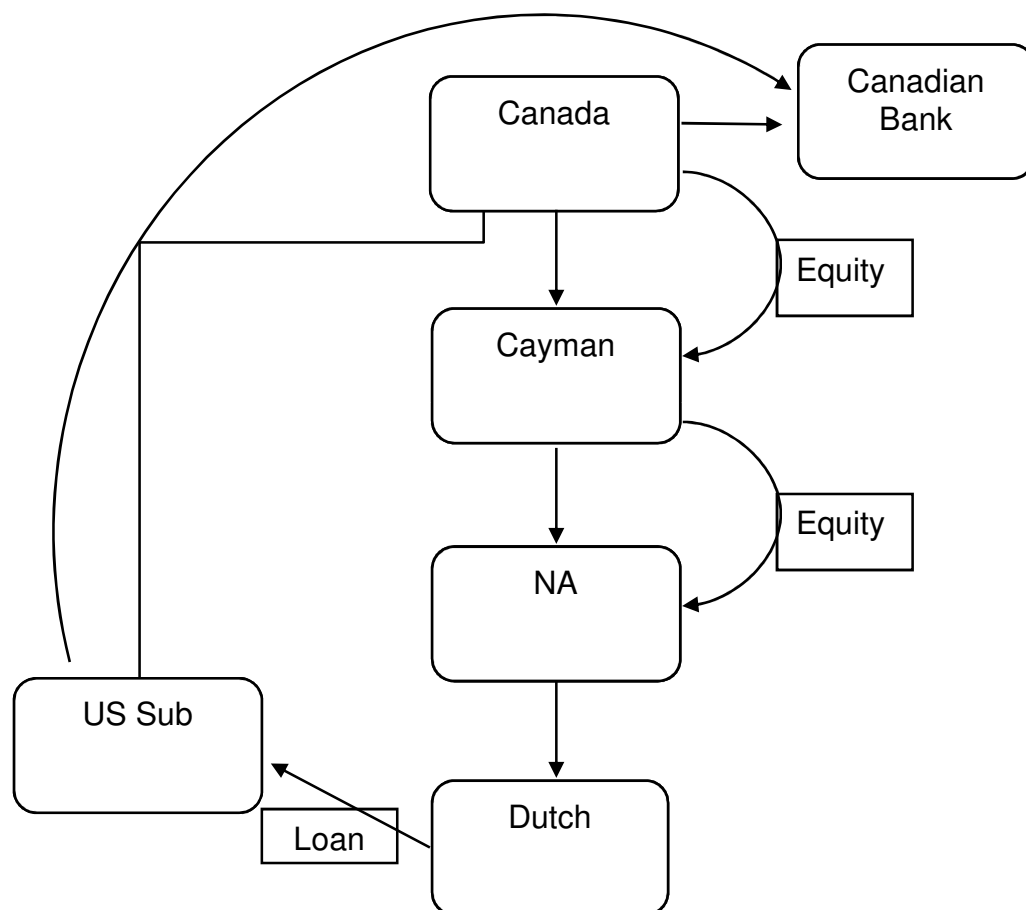 Canadian
Bank
Canada
Equity
Cayman
Equity
NA
US Sub
Dutch
Loan